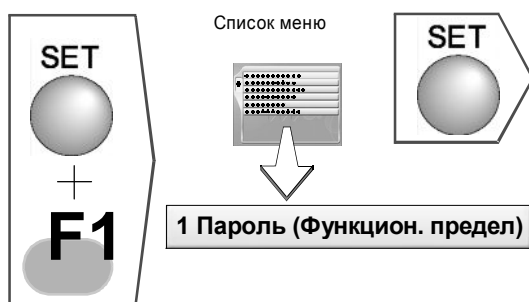 SET
+
F1
Список меню
1 Пароль (Функцион. предел)
SET